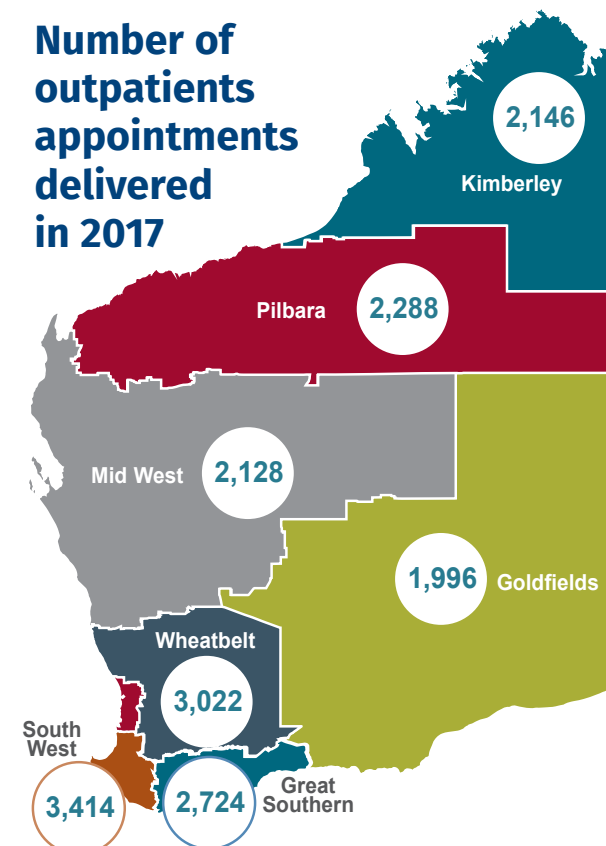 Number of
outpatients
appointments
delivered
in 2017
2,146
Kimberley
Pilbara
2,288
Mid West
2,128
1,996
Goldfields
Wheatbelt
3,022
South
West
3,414
2,724
Great
Southern